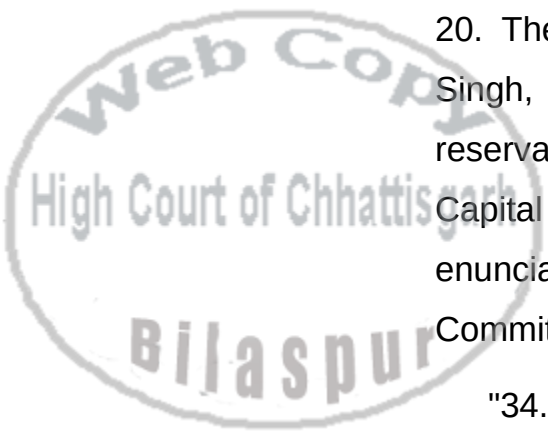 Web Copy
High Court of Chhattisgarh
Bilaspur
20. The
Singh,
reserva
Capital
enuncia
Commit
"34.